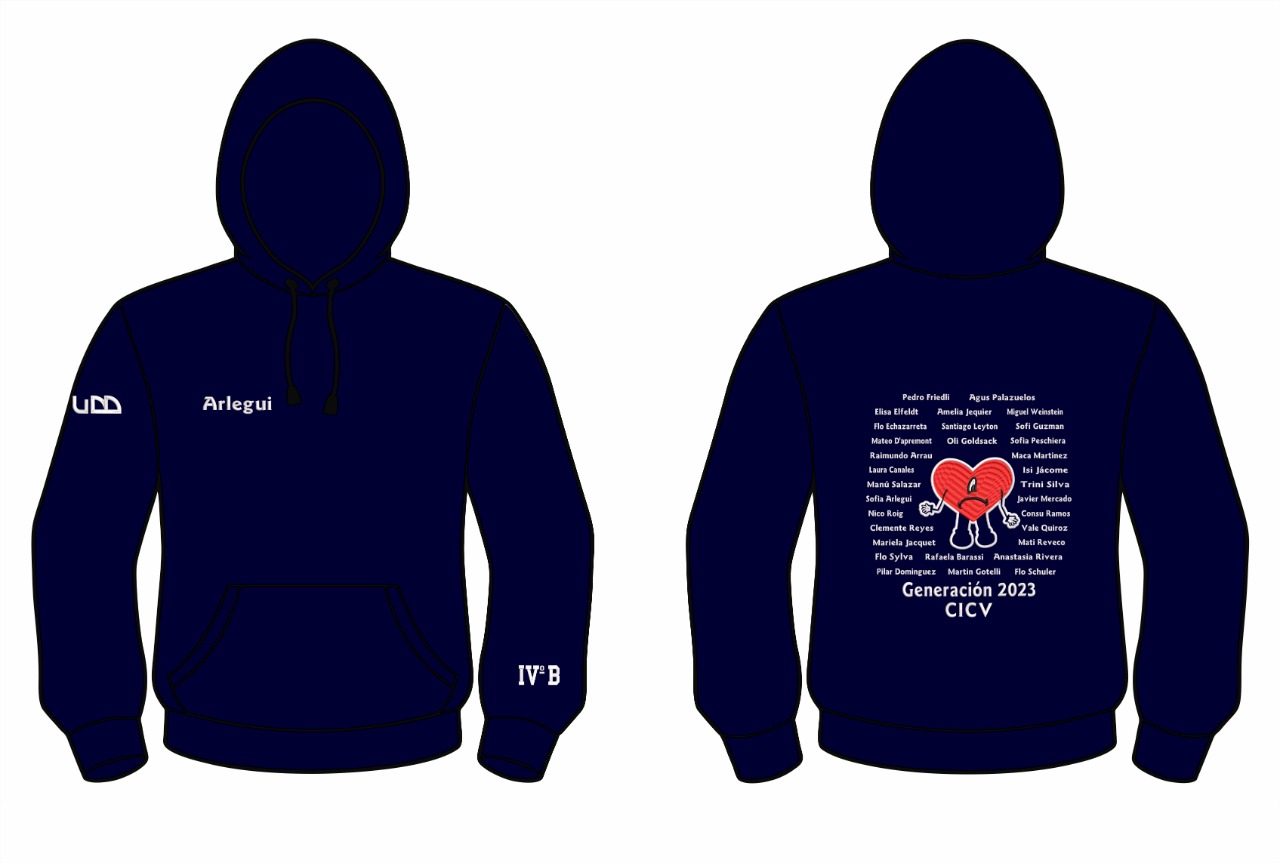 UDD
Arlegui
IVº B
Pedro Friedli Agus Palazuelos
Elisa Elfeldt Amelia Jequier Miguel Weinstein
Flo Echazarreta Santiago Leyton Sofi Guzman
Mateo D'apremont Oli Goldsack Sofia Peschiera
Raimundo Arrau Maca Martinez
Laura Canales Isi Jácome
Manú Salazar Trini Silva
Sofia Arlegui Javier Mercado
Nico Roig Consu Ramos
Clemente Reyes Vale Quiroz
Mariela Jacquet Mati Reveco
Flo Sylva Rafaela Barassi Anastasia Rivera
Pilar Dominguez Martin Gotelli Flo Schuler
Generación 2023
CICV